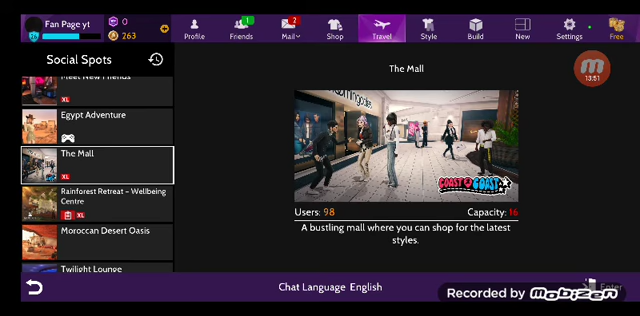 Fan Page yt
0
263
1
2
Profile
Friends
Mail
Shop
Travel
Style
Build
New
Settings
Free
Social Spots
The Mall
13:51
Meet New Friends
XL
Egypt Adventure
The Mall
XL
Rainforest Retreat – Wellbeing
Centre
XL
Moroccan Desert Oasis
Twilight Lounge
COAST COAST
Users: 98
Capacity: 16
A bustling mall where you can shop for the latest
styles.
Chat Language English
Enter
Recorded by Mobizen